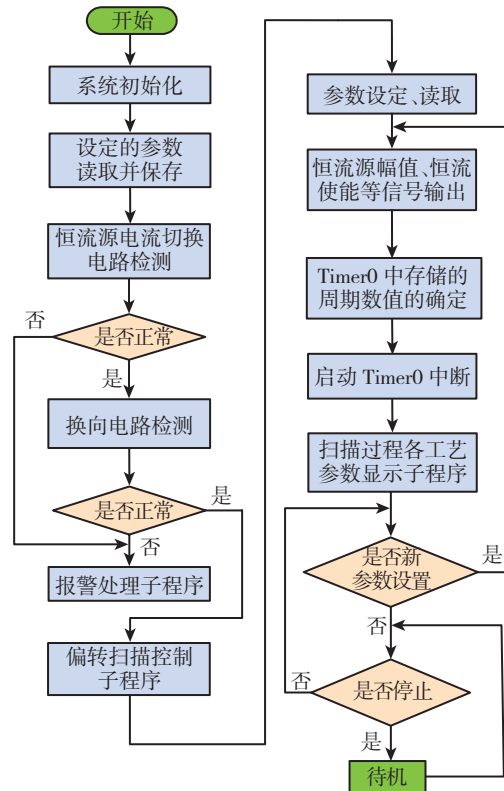 开始
系统初始化
设定的参数
读取并保存
恒流源电流切换
电路检测
否
是否正常
是
换向电路检测
是否正常
是
否
报警处理子程序
偏转扫描控制
子程序
参数设定、读取
恒流源幅值、恒流
使能等信号输出
Timer0 中存储的
周期数值的确定
启动 Timer0 中断
扫描过程各工艺
参数显示子程序
是否新
参数设置
是
否
否
是否停止
是
待机